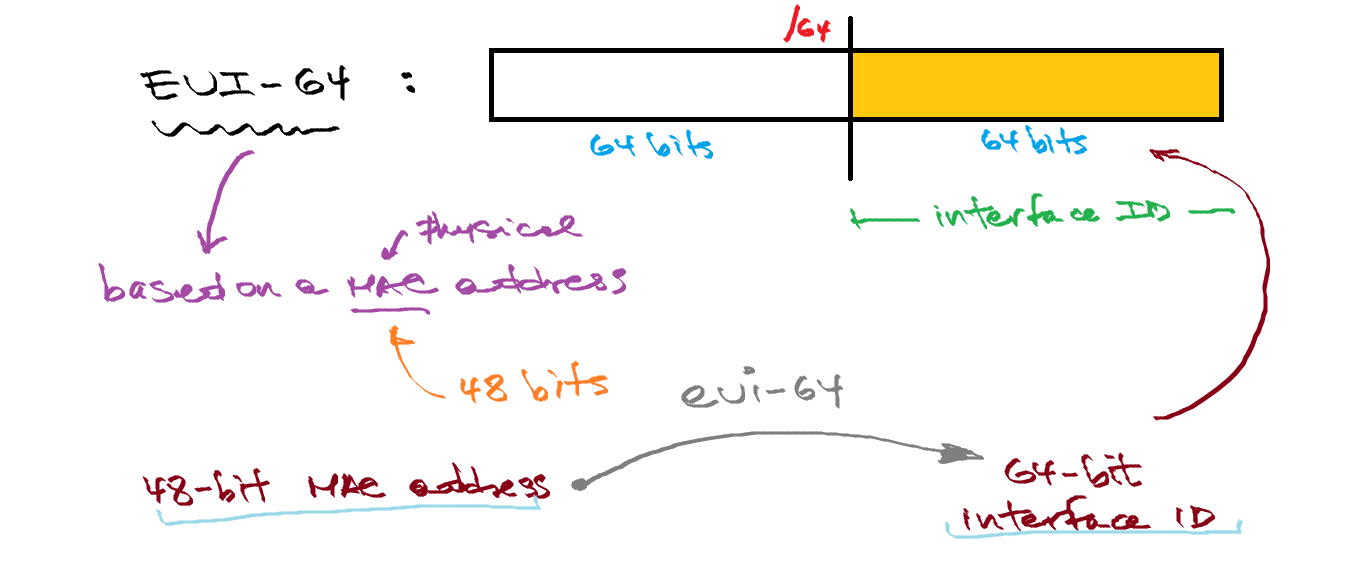 /64
EUI-64 :
64 bits
64 bits
interface ID
Physical
based on a MAC address
48 bits
eui-64
48-bit MAC address
64-bit
interface ID